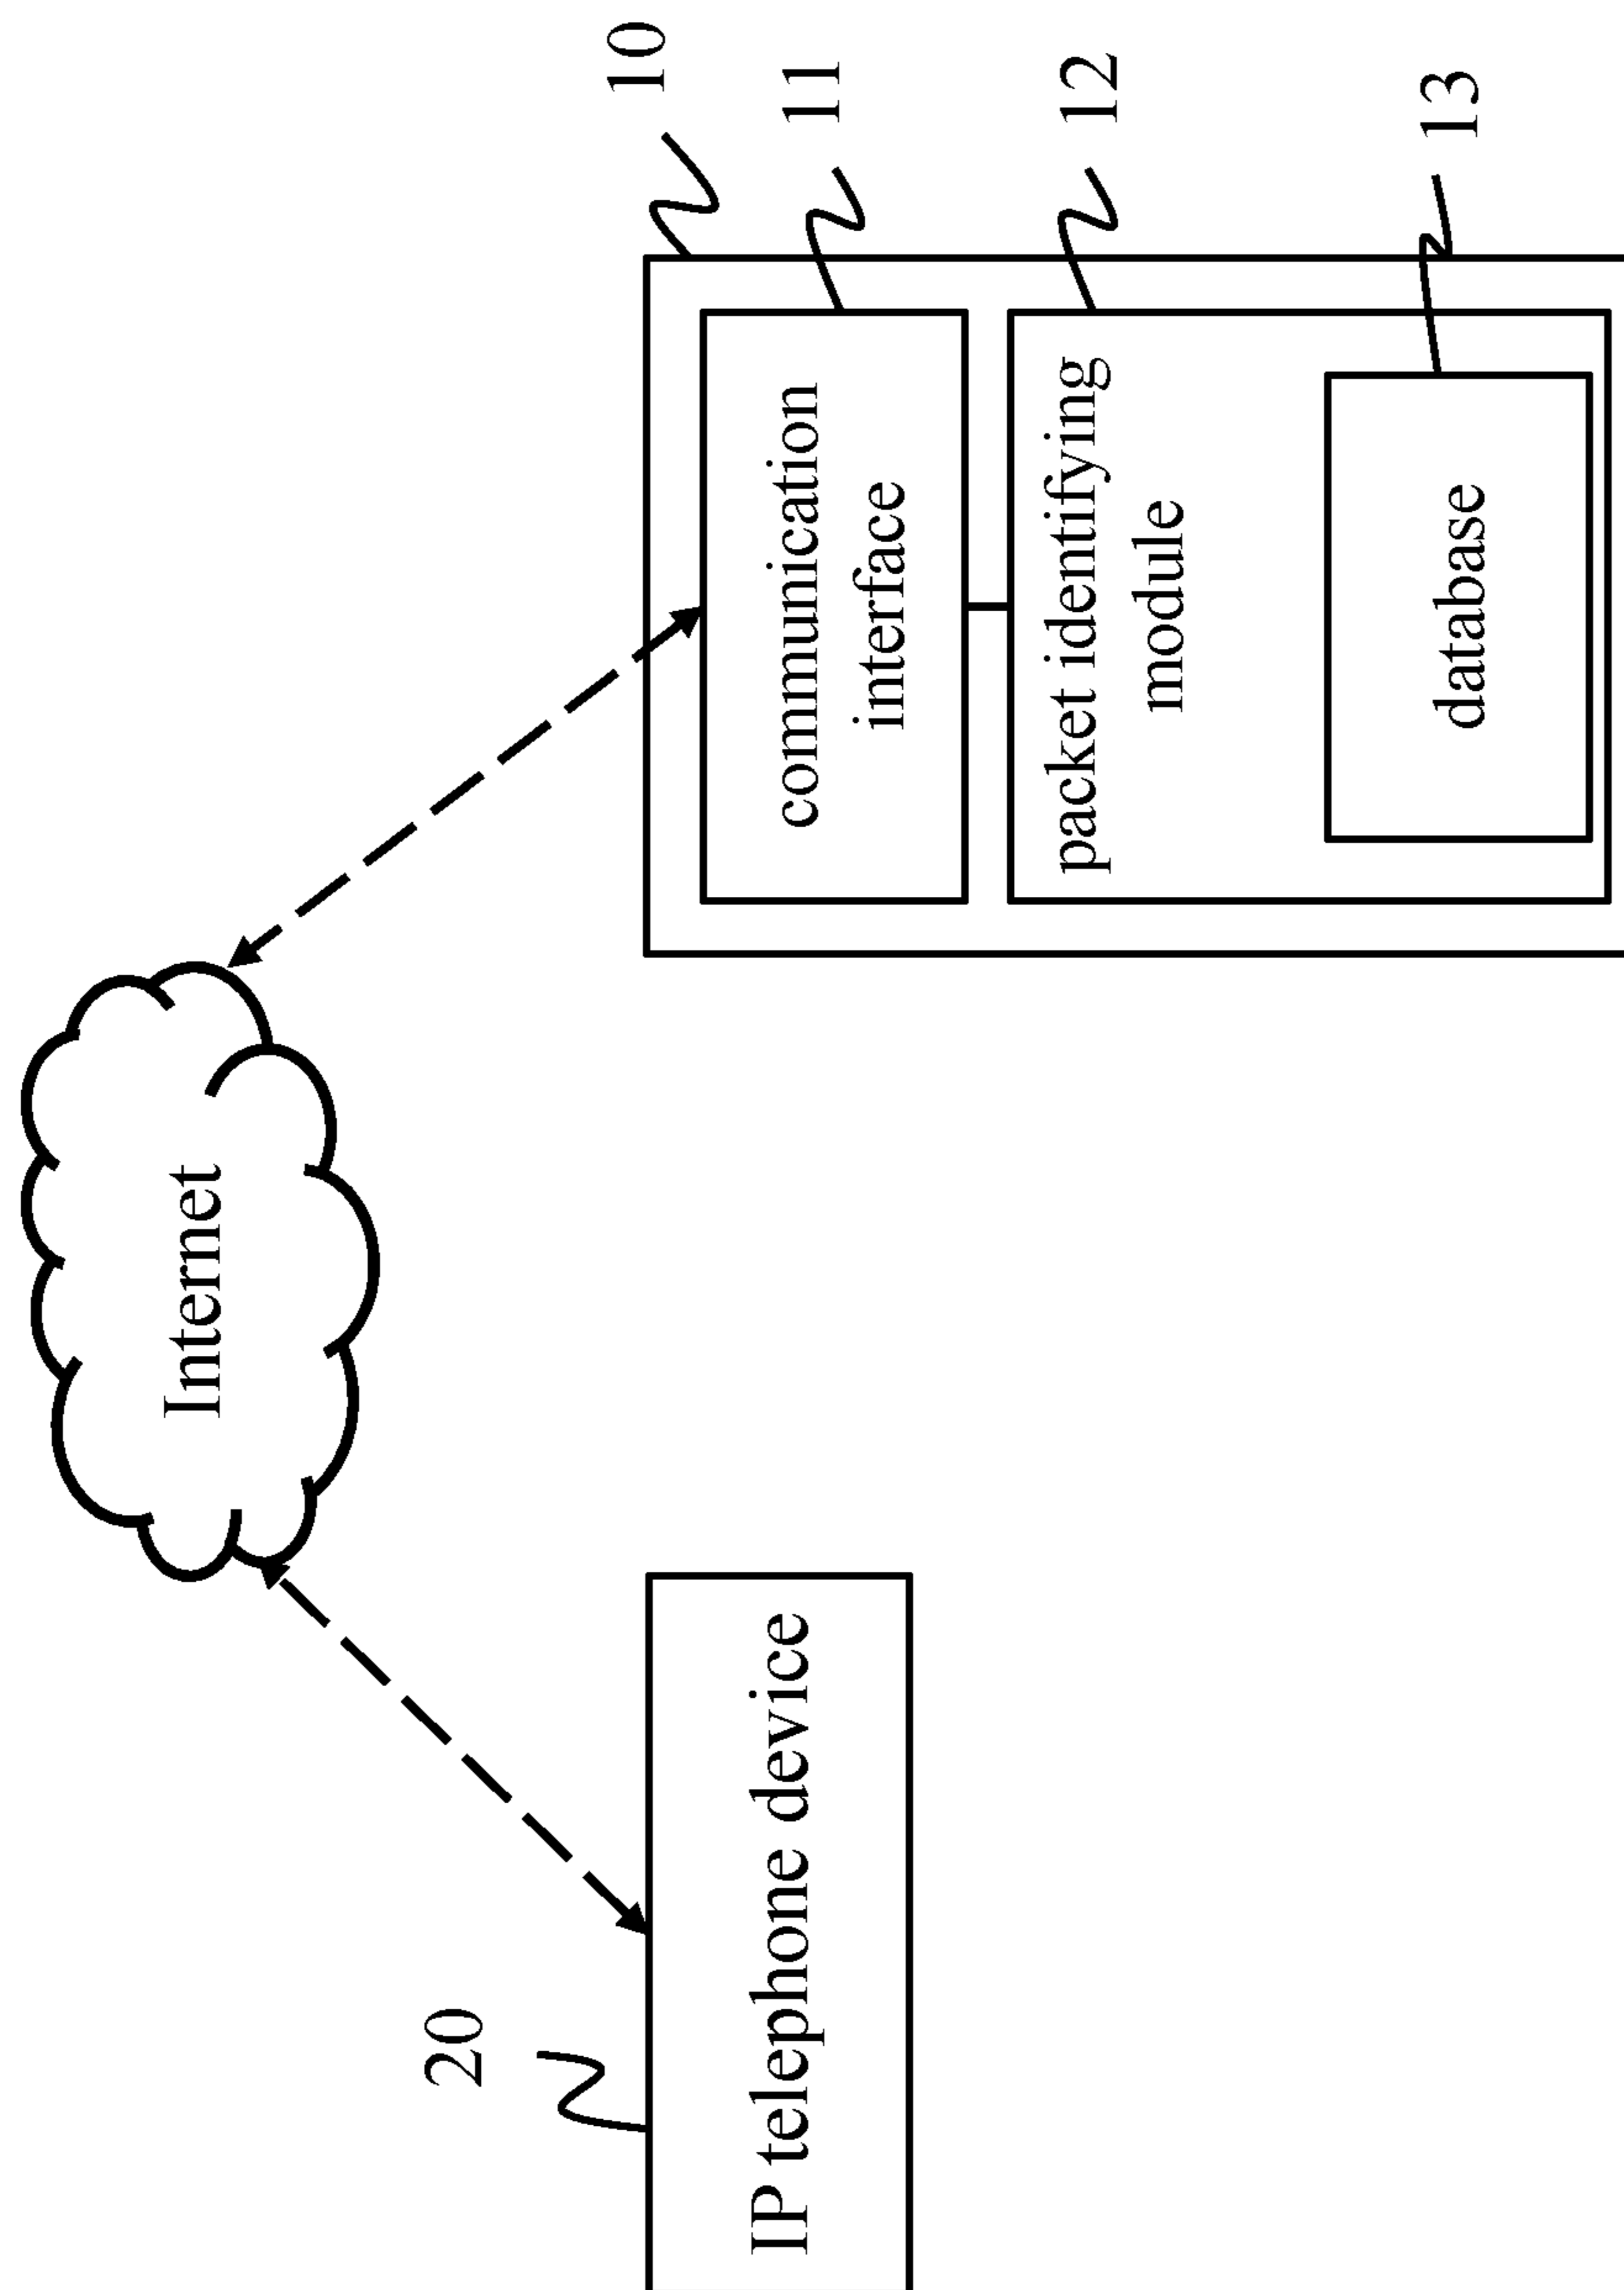 Internet
20
IP telephone device
10
communication
interface
11
packet identifying
module
12
database
13